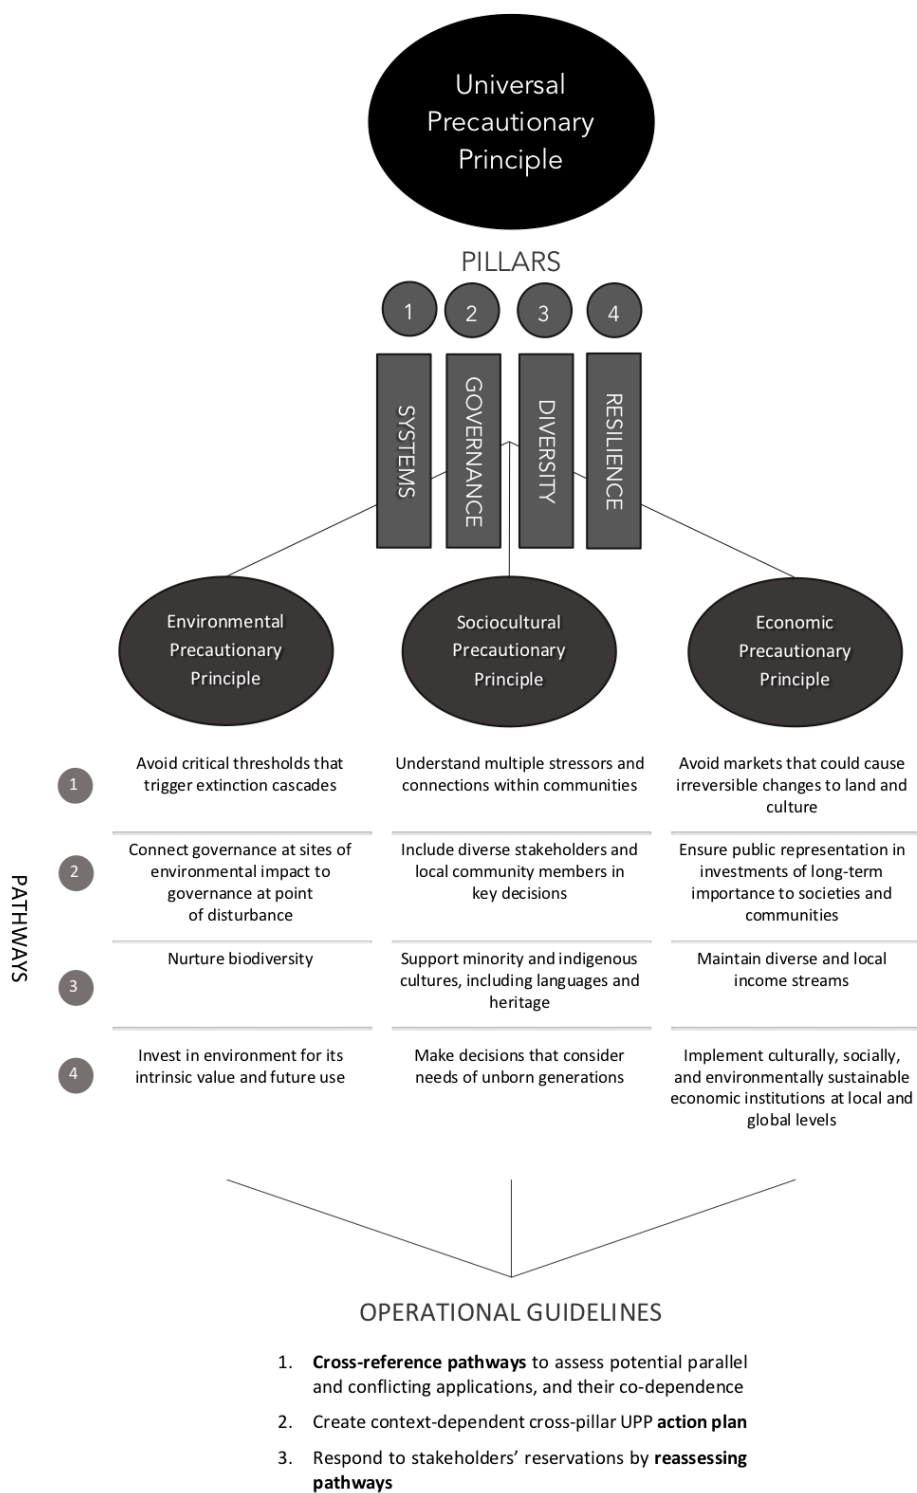 Universal
Precautionary
Principle
PILLARS
1
2
3
4
SYSTEMS
GOVERNANCE
DIVERSITY
RESILIENCE
Environmental
Precautionary
Principle
Sociocultural
Precautionary
Principle
Economic
Precautionary
Principle
PATHWAYS
1
Avoid critical thresholds that
trigger extinction cascades
Understand multiple stressors and
connections within communities
Avoid markets that could cause
irreversible changes to land and
culture
2
Connect governance at sites of
environmental impact to
governance at point
of disturbance
Include diverse stakeholders and
local community members in
key decisions
Ensure public representation in
investments of long-term
importance to societies and
communities
3
Nurture biodiversity
Support minority and indigenous
cultures, including languages and
heritage
Maintain diverse and local
income streams
4
Invest in environment for its
intrinsic value and future use
Make decisions that consider
needs of unborn generations
Implement culturally, socially,
and environmentally sustainable
economic institutions at local and
global levels
OPERATIONAL GUIDELINES
1. Cross-reference pathways to assess potential parallel
and conflicting applications, and their co-dependence
2. Create context-dependent cross-pillar UPP action plan
3. Respond to stakeholders’ reservations by reassessing
pathways